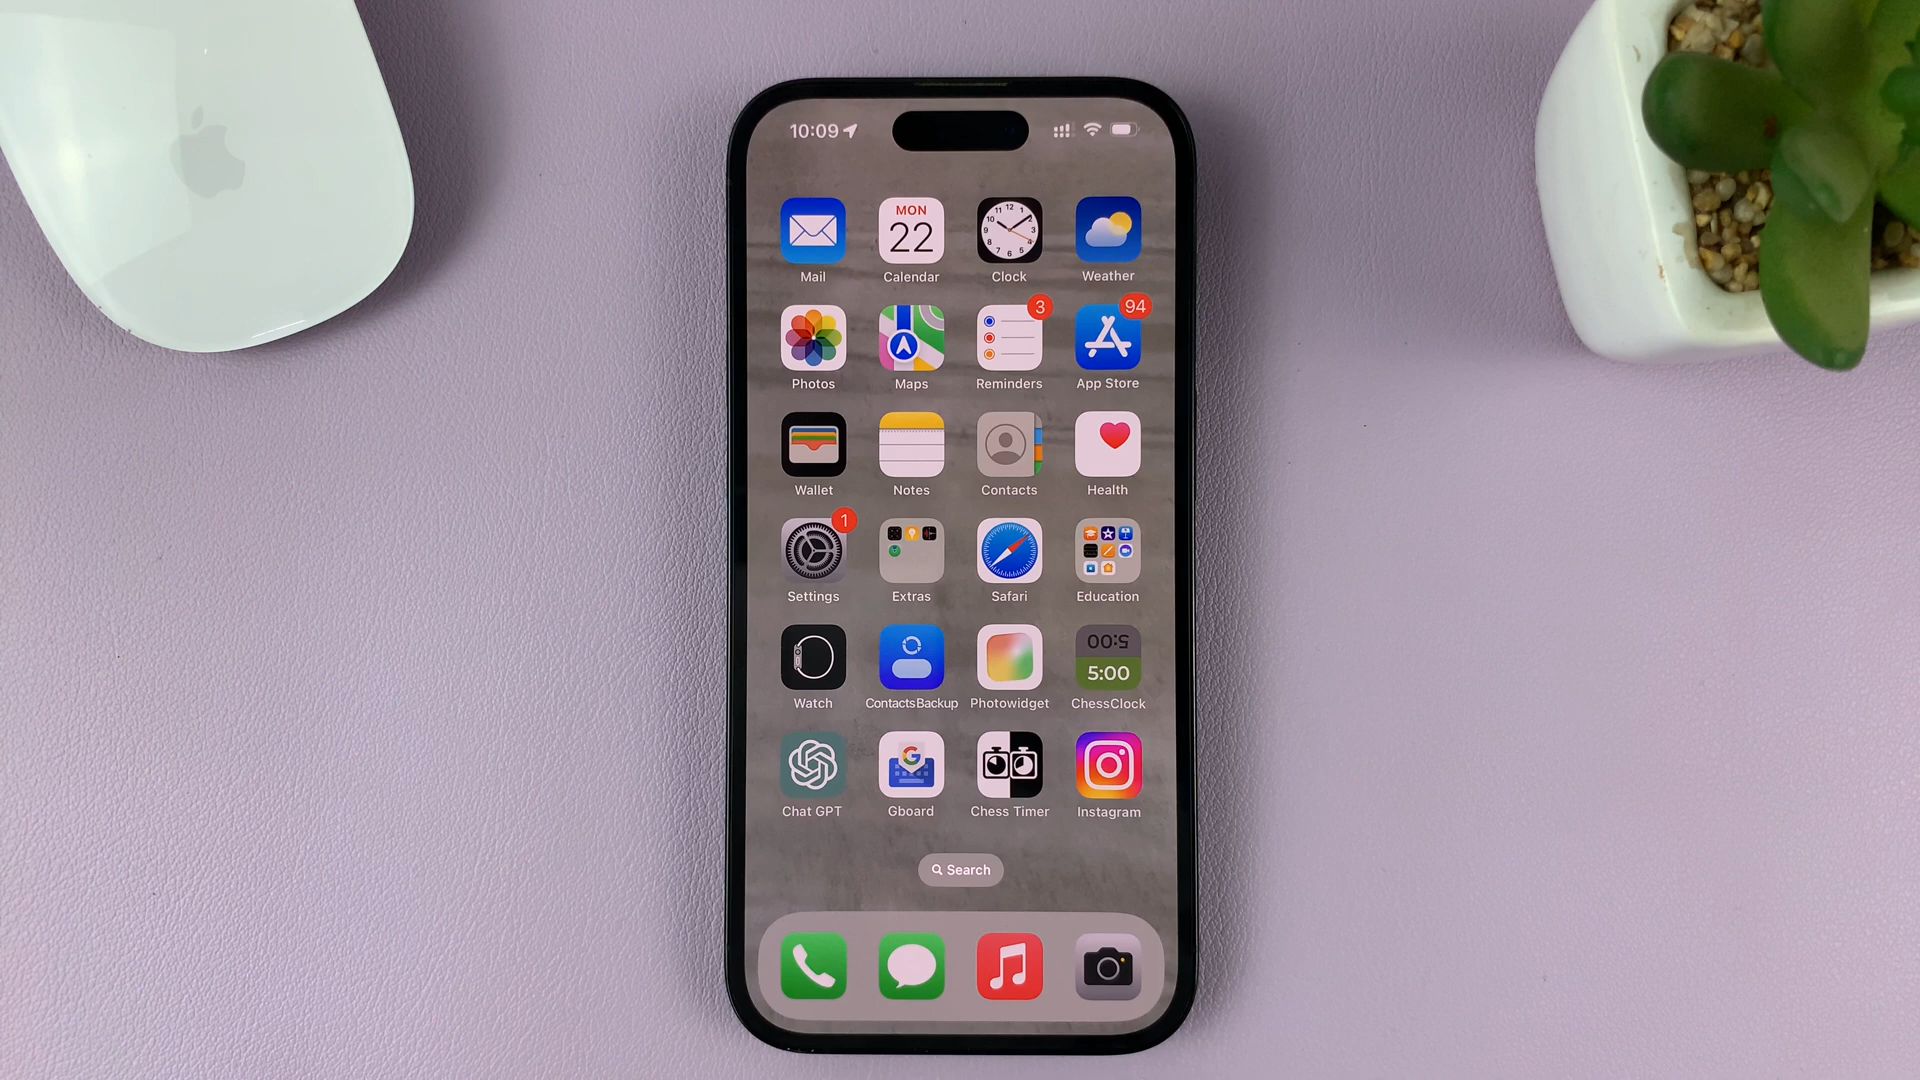 10:09
MON
22
12
Mail
Calendar
Clock
Weather
3
94
Photos
Maps
Reminders
App Store
Wallet
Notes
Contacts
Health
1
Settings
Extras
Safari
Education
00:5
5:00
Watch
ContactsBackup
Photowidget
ChessClock
G
Chat GPT
Gboard
Chess Timer
Instagram
Search